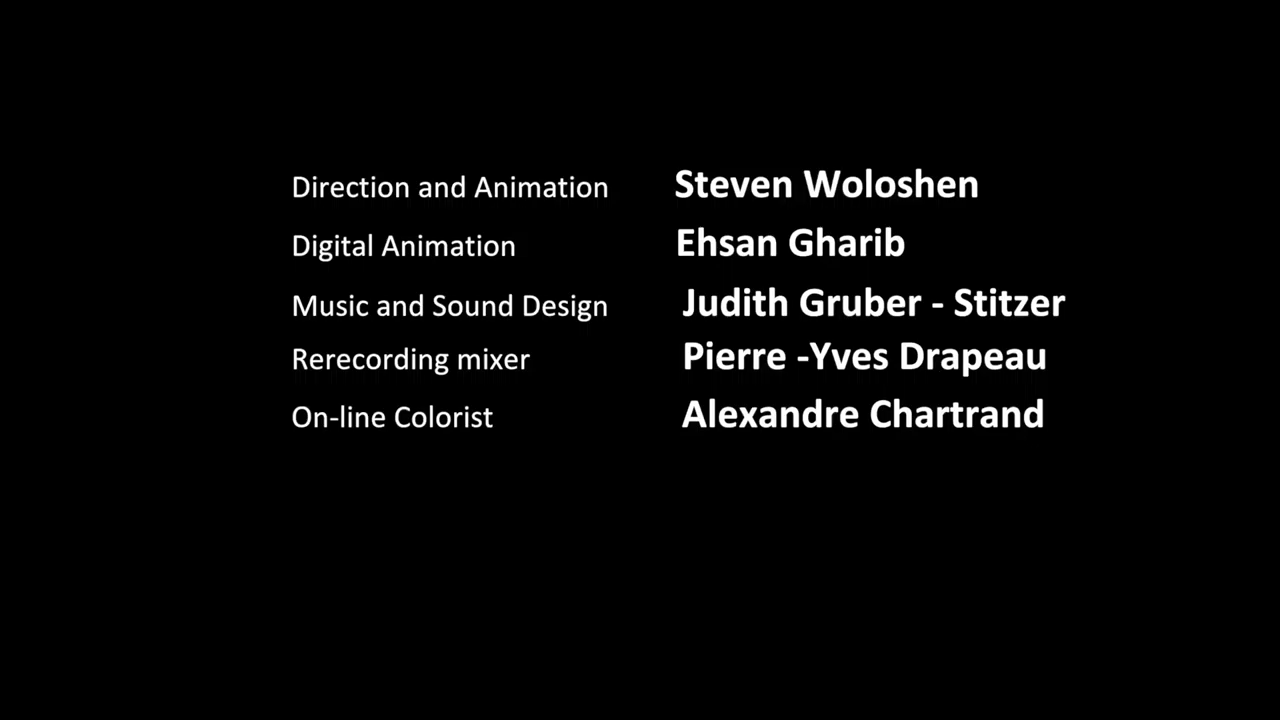 Direction and Animation Steven Woloshen
Digital Animation Ehsan Gharib
Music and Sound Design Judith Gruber - Stitzer
Rerecording mixer Pierre -Yves Drapeau
On-line Colorist Alexandre Chartrand